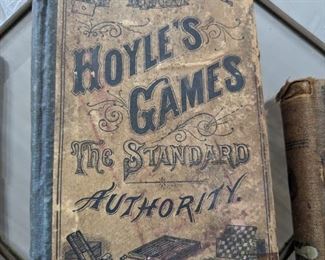 HOYLE'S
GAMES
The STANDARD
AUTHORITY.